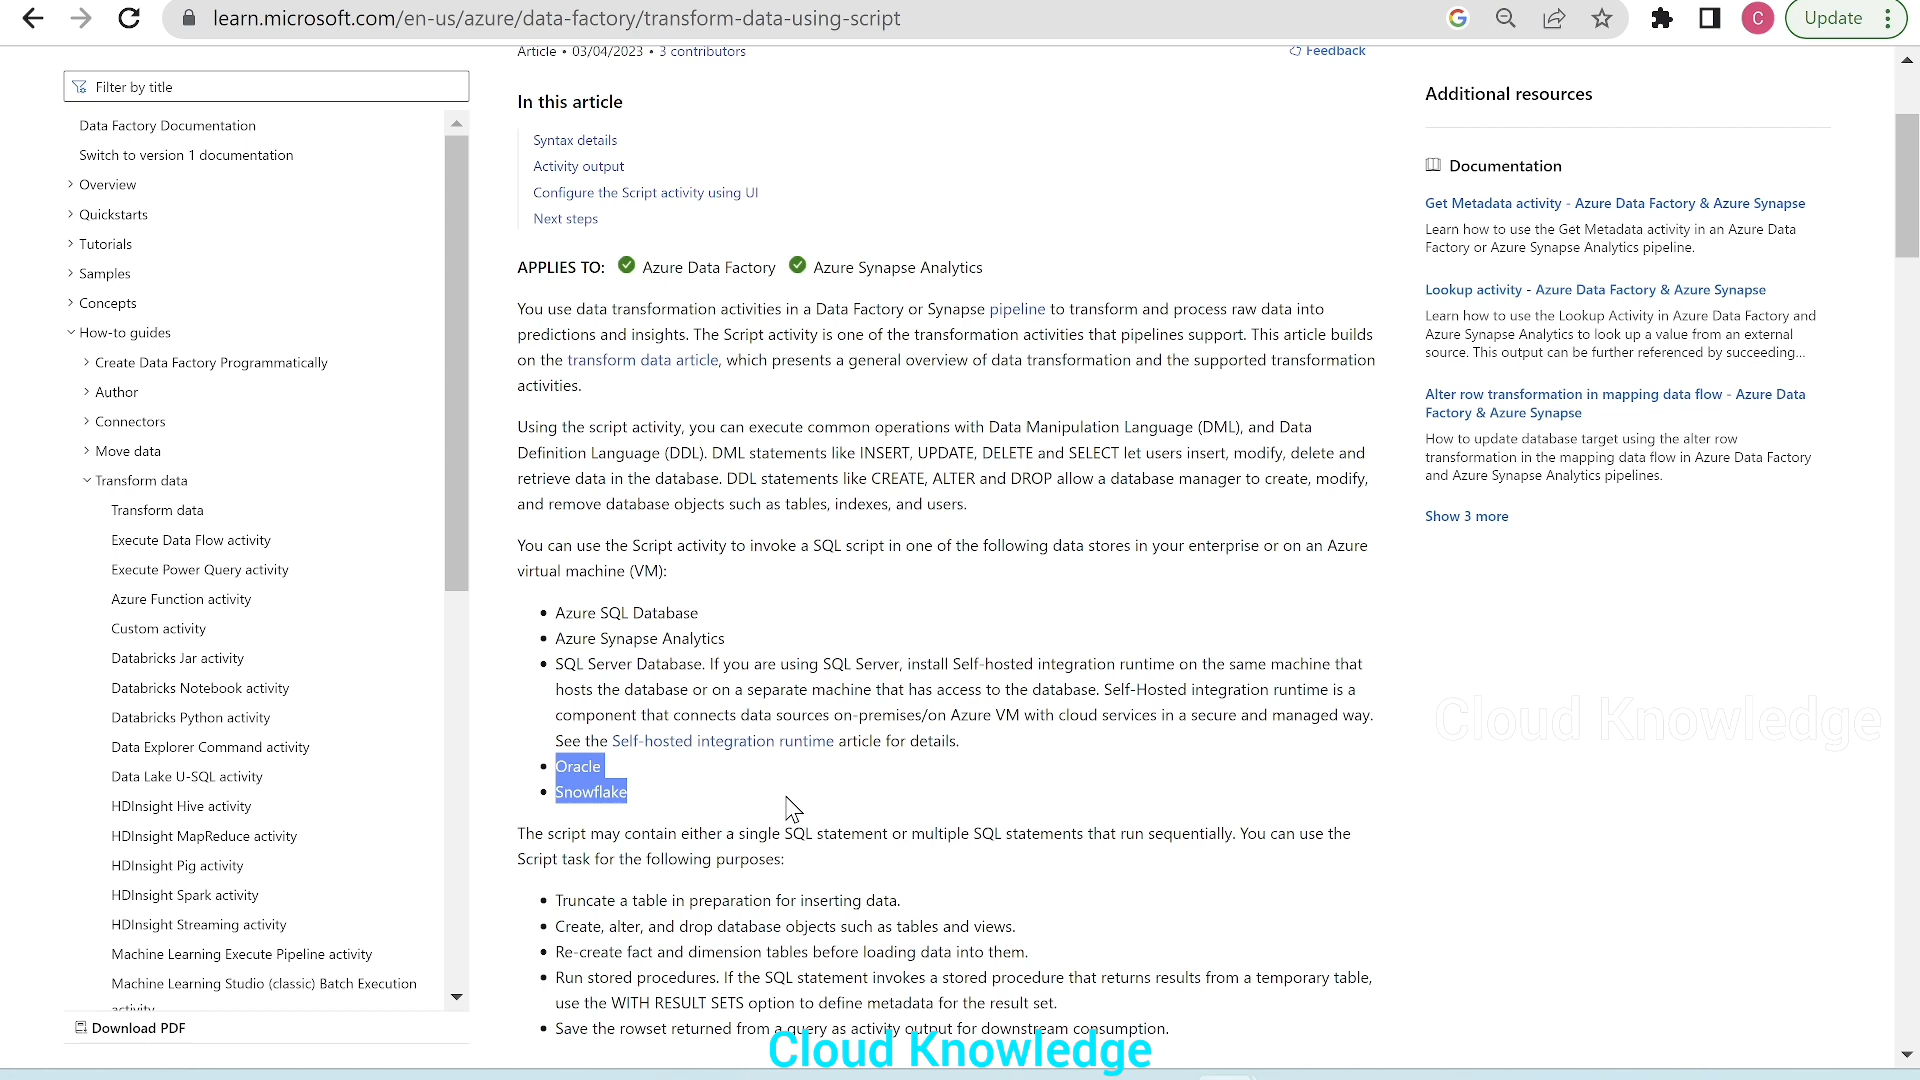 learn.microsoft.com/en-us/azure/data-factory/transform-data-using-script
C
Update
Article • 03/04/2023 • 3 contributors
Feedback
Filter by title
Data Factory Documentation
Switch to version 1 documentation
Overview
Quickstarts
Tutorials
Samples
Concepts
How-to guides
Create Data Factory Programmatically
Author
Connectors
Move data
Transform data
Transform data
Execute Data Flow activity
Execute Power Query activity
Azure Function activity
Custom activity
Databricks Jar activity
Databricks Notebook activity
Databricks Python activity
Data Explorer Command activity
Data Lake U-SQL activity
HDInsight Hive activity
HDInsight MapReduce activity
HDInsight Pig activity
HDInsight Spark activity
HDInsight Streaming activity
Machine Learning Execute Pipeline activity
Machine Learning Studio (classic) Batch Execution
activity
Download PDF
In this article
Syntax details
Activity output
Configure the Script activity using UI
Next steps
APPLIES TO: Azure Data Factory Azure Synapse Analytics
You use data transformation activities in a Data Factory or Synapse pipeline to transform and process raw data into
predictions and insights. The Script activity is one of the transformation activities that pipelines support. This article builds
on the transform data article, which presents a general overview of data transformation and the supported transformation
activities.
Using the script activity, you can execute common operations with Data Manipulation Language (DML), and Data
Definition Language (DDL). DML statements like INSERT, UPDATE, DELETE and SELECT let users insert, modify, delete and
retrieve data in the database. DDL statements like CREATE, ALTER and DROP allow a database manager to create, modify,
and remove database objects such as tables, indexes, and users.
You can use the Script activity to invoke a SQL script in one of the following data stores in your enterprise or on an Azure
virtual machine (VM):
• Azure SQL Database
• Azure Synapse Analytics
• SQL Server Database. If you are using SQL Server, install Self-hosted integration runtime on the same machine that
hosts the database or on a separate machine that has access to the database. Self-Hosted integration runtime is a
component that connects data sources on-premises/on Azure VM with cloud services in a secure and managed way.
See the Self-hosted integration runtime article for details.
• Oracle
• Snowflake
The script may contain either a single SQL statement or multiple SQL statements that run sequentially. You can use the
Script task for the following purposes:
• Truncate a table in preparation for inserting data.
• Create, alter, and drop database objects such as tables and views.
• Re-create fact and dimension tables before loading data into them.
• Run stored procedures. If the SQL statement invokes a stored procedure that returns results from a temporary table,
use the WITH RESULT SETS option to define metadata for the result set.
• Save the rowset returned from a query as activity output for downstream consumption.
Additional resources
Documentation
Get Metadata activity - Azure Data Factory & Azure Synapse
Learn how to use the Get Metadata activity in an Azure Data
Factory or Azure Synapse Analytics pipeline.
Lookup activity - Azure Data Factory & Azure Synapse
Learn how to use the Lookup Activity in Azure Data Factory and
Azure Synapse Analytics to look up a value from an external
source. This output can be further referenced by succeeding...
Alter row transformation in mapping data flow - Azure Data
Factory & Azure Synapse
How to update database target using the alter row
transformation in the mapping data flow in Azure Data Factory
and Azure Synapse Analytics pipelines.
Show 3 more
Cloud Knowledge
Cloud Knowledge